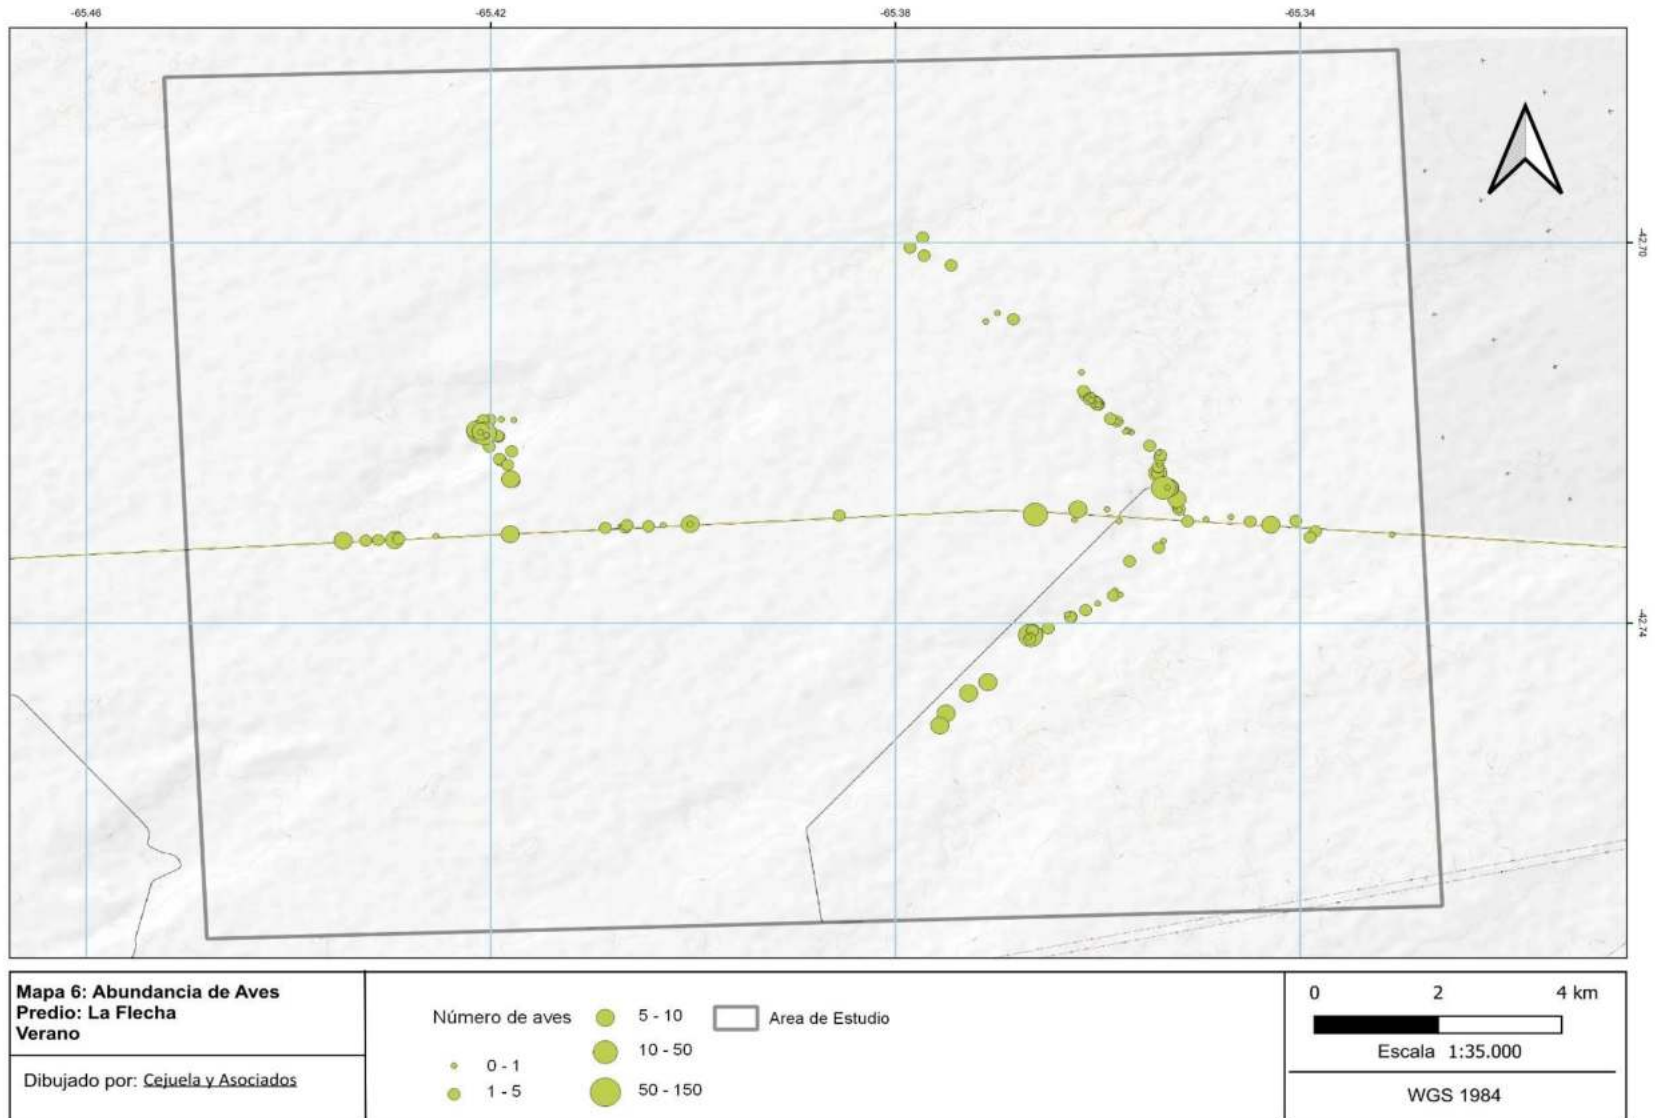 -65.46
-65.42
-65.38
-65.34
-42.70
-42.74
Mapa 6: Abundancia de Aves
Predio: La Flecha
Verano
Dibujado por: Cejuela y Asociados
Número de aves
0 - 1
1 - 5
5 - 10
10 - 50
50 - 150
Area de Estudio
0 2 4 km
Escala 1:35.000
WGS 1984